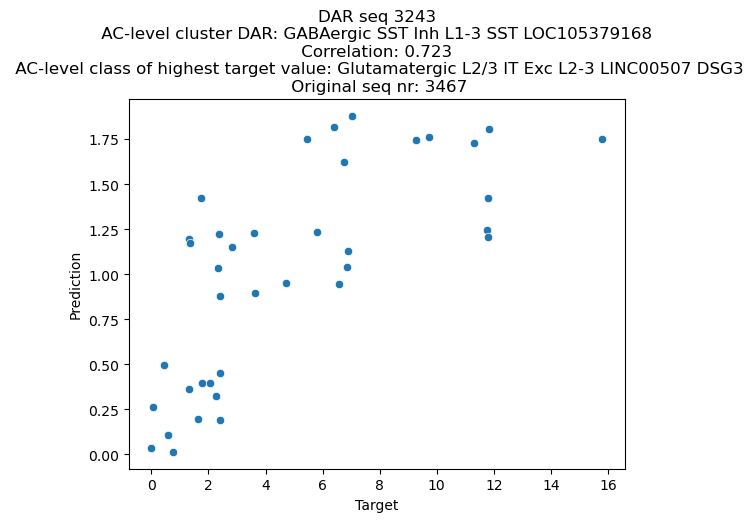 DAR seq 3243
AC-level cluster DAR: GABAergic SST Inh L1-3 SST LOC105379168
Correlation: 0.723
AC-level class of highest target value: Glutamatergic L2/3 IT Exc L2-3 LINC00507 DSG3
Original seq nr: 3467
1.75
1.50
1.25
1.00
0.75
0.50
0.25
0.00
Prediction
0 2 4 6 8 10 12 14 16
Target